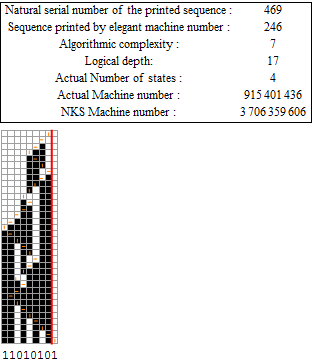 Natural serial number of the printed sequence : 469
Sequence printed by elegant machine number : 246
Algorithmic complexity : 7
Logical depth: 17
Actual Number of states : 4
Actual Machine number : 915 401 436
NKS Machine number : 3 706 359 606
11010101